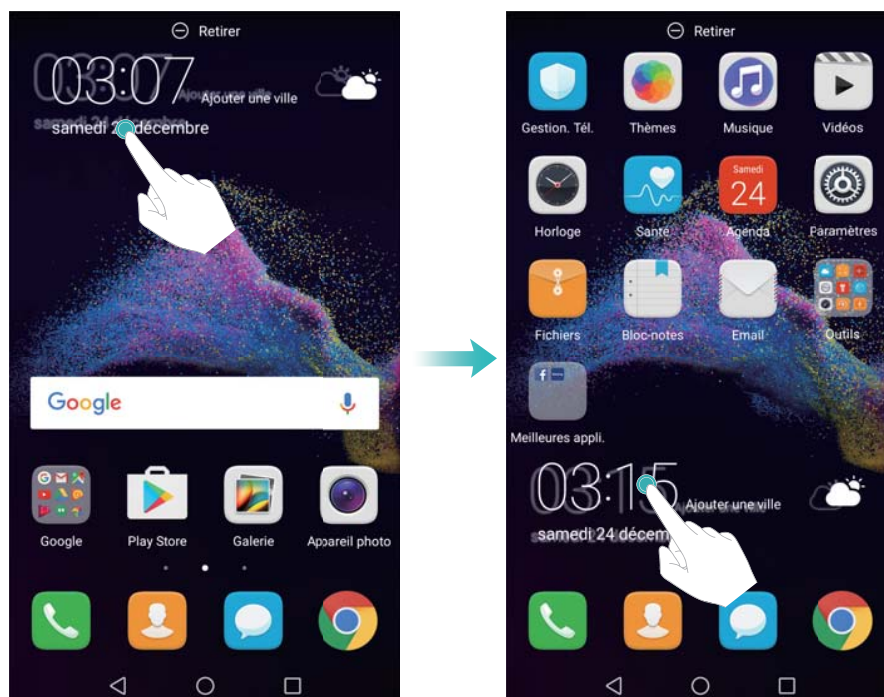 Retirer
03:07
Ajouter une ville
samedi 2 décembre
Google
Google
Play Store
Galerie
Appareil photo
Retirer
Gestion. Tél.
Thèmes
Musique
Vidéos
Samedi
24
Horloge
Santé
Agenda
Paramètres
Fichiers
Bloc-notes
Email
Outils
Meilleures appli.
03:15
Ajouter une ville
samedi 24 décem